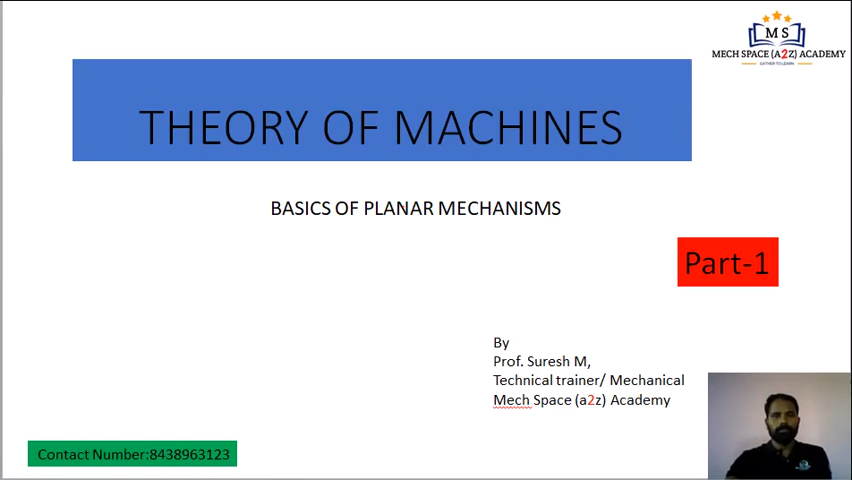 M S
MECH SPACE (A2Z) ACADEMY
GATHER TO LEARN
THEORY OF MACHINES
BASICS OF PLANAR MECHANISMS
Part-1
By
Prof. Suresh M,
Technical trainer/ Mechanical
Mech Space (a2z) Academy
Contact Number:8438963123